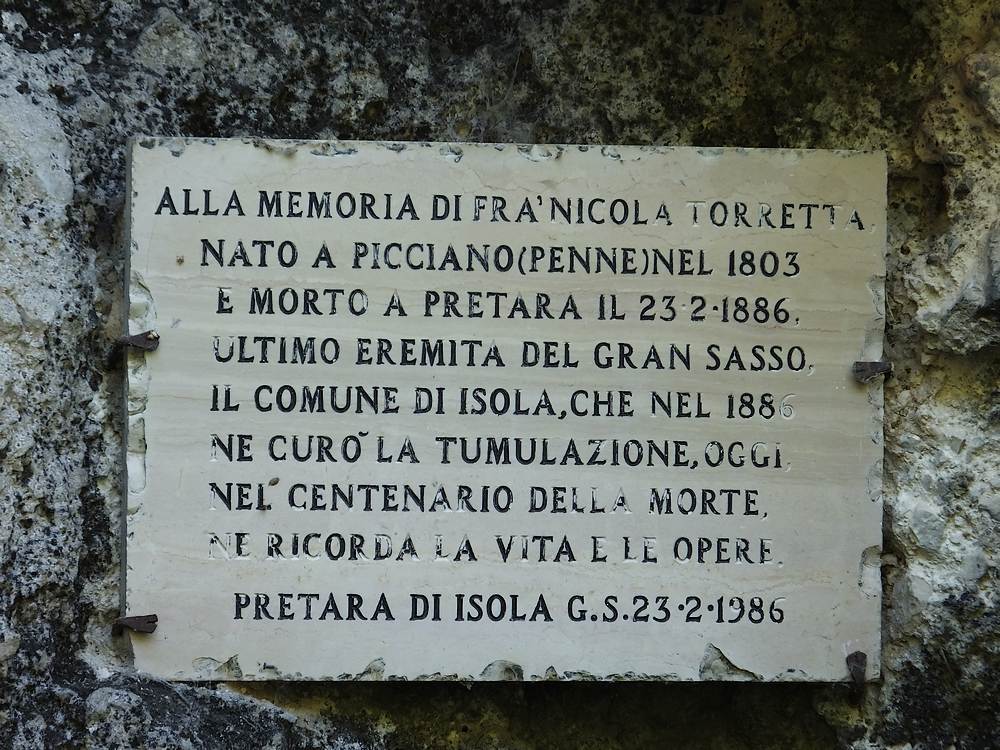 ALLA MEMORIA DI FRA'NICOLA TORRETTA,
NATO A PICCIANO(PENNE)NEL 1803
E MORTO A PRETARA IL 23·2·1886,
ULTIMO EREMITA DEL GRAN SASSO.
IL COMUNE DI ISOLA,CHE NEL 1886
NE CURO' LA TUMULAZIONE,OGGI,
NEL CENTENARIO DELLA MORTE,
NE RICORDA LA VITA E LE OPERE.
PRETARA DI ISOLA G.S.23·2·1986